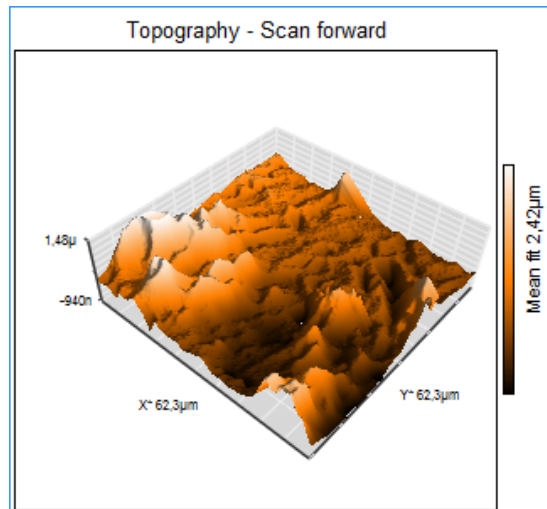 Topography - Scan forward
1,48µ
-940n
X* 62,3µm
Y* 62,3µm
Mean fit 2,42µm